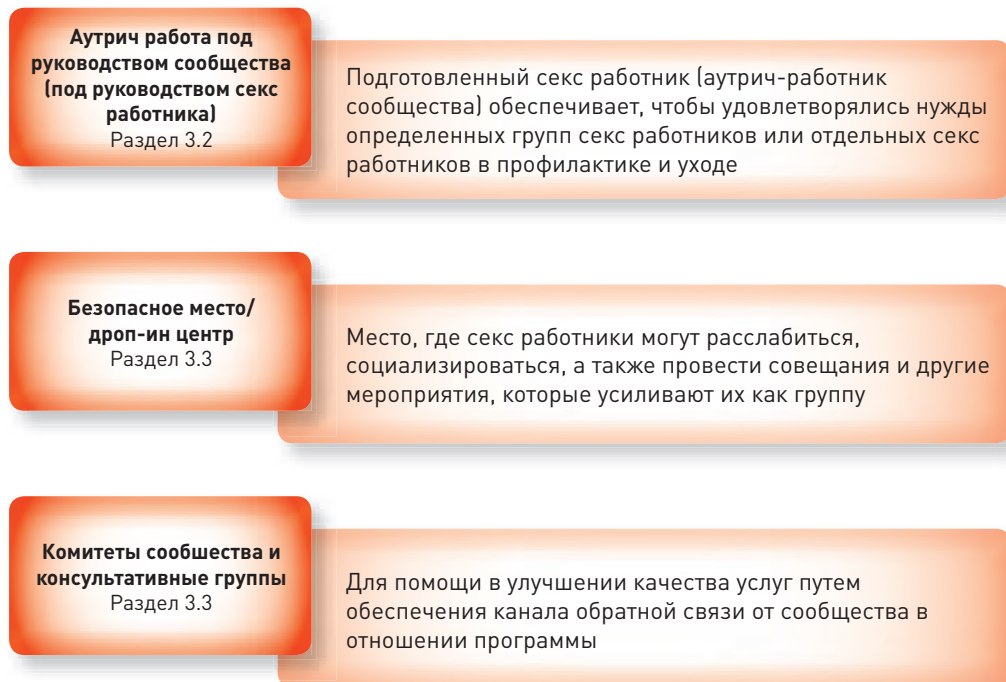 Аутрич работа под
руководством сообщества
(под руководством секс
работника)
Раздел 3.2
Подготовленный секс работник (аутрич-работник
сообщества) обеспечивает, чтобы удовлетворялись нужды
определенных групп секс работников или отдельных секс
работников в профилактике и уходе
Безопасное место/
дроп-ин центр
Раздел 3.3
Место, где секс работники могут расслабиться,
социализироваться, а также провести совещания и другие
мероприятия, которые усиливают их как группу
Комитеты сообшества и
консультативные группы
Раздел 3.3
Для помощи в улучшении качества услуг путем
обеспечения канала обратной связи от сообщества в
отношении программы